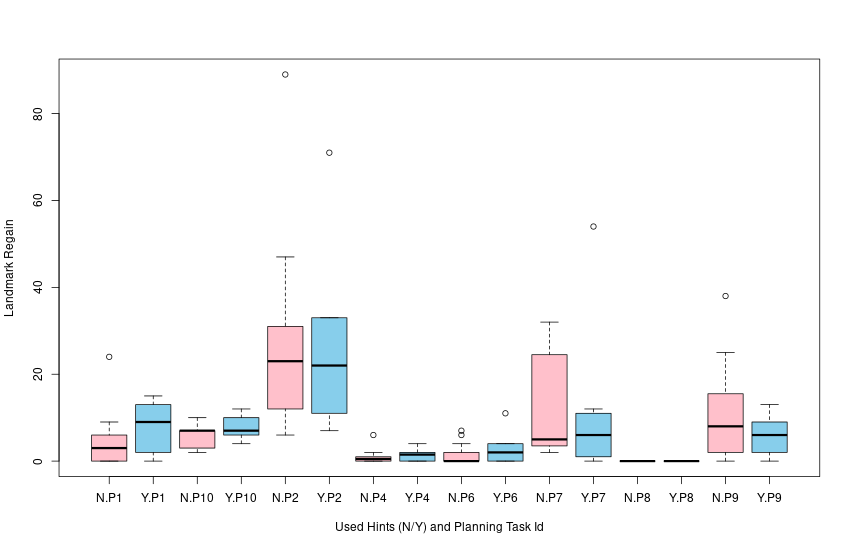 Landmark Regain
80
60
40
20
0
N.P1 Y.P1 N.P10 Y.P10 N.P2 Y.P2 N.P4 Y.P4 N.P6 Y.P6 N.P7 Y.P7 N.P8 Y.P8 N.P9 Y.P9
Used Hints (N/Y) and Planning Task Id